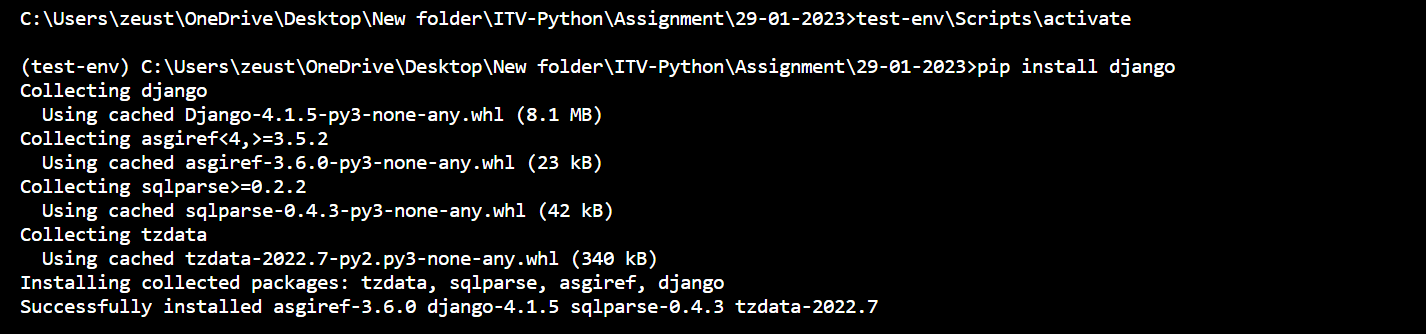 C:\Users\zeust\OneDrive\Desktop\New folder\ITV-Python\Assignment\29-01-2023>test-env\Scripts\activate
(test-env) C:\Users\zeust\OneDrive\Desktop\New folder\ITV-Python\Assignment\29-01-2023>pip install django
Collecting django
  Using cached Django-4.1.5-py3-none-any.whl (8.1 MB)
Collecting asgiref<4,>=3.5.2
  Using cached asgiref-3.6.0-py3-none-any.whl (23 kB)
Collecting sqlparse>=0.2.2
  Using cached sqlparse-0.4.3-py3-none-any.whl (42 kB)
Collecting tzdata
  Using cached tzdata-2022.7-py2.py3-none-any.whl (340 kB)
Installing collected packages: tzdata, sqlparse, asgiref, django
Successfully installed asgiref-3.6.0 django-4.1.5 sqlparse-0.4.3 tzdata-2022.7